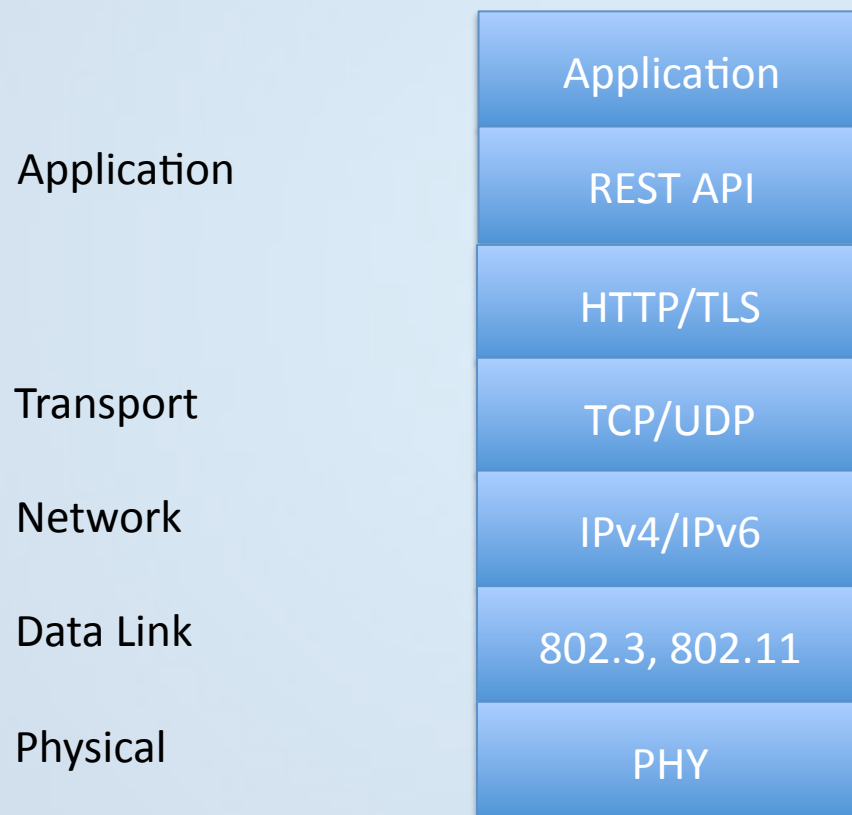 Application
Application
REST API
HTTP/TLS
Transport
TCP/UDP
Network
IPv4/IPv6
Data Link
802.3, 802.11
Physical
PHY